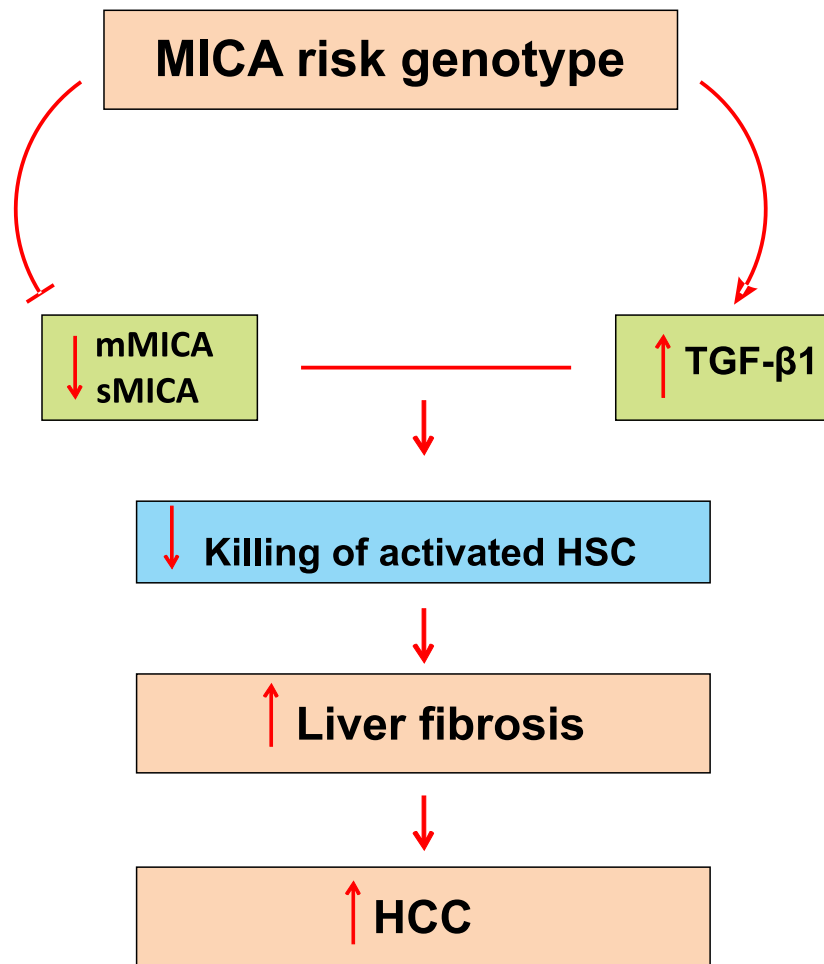 MICA risk genotype
mMICA
sMICA
TGF-β1
Killing of activated HSC
Liver fibrosis
HCC